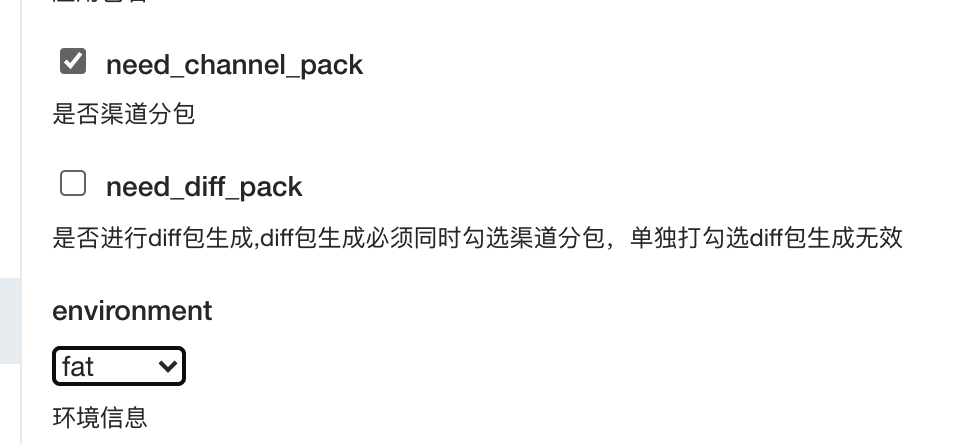 need_channel_pack
是否渠道分包
need_diff_pack
是否进行diff包生成,diff包生成必须同时勾选渠道分包，单独打勾选diff包生成无效
environment
fat
环境信息